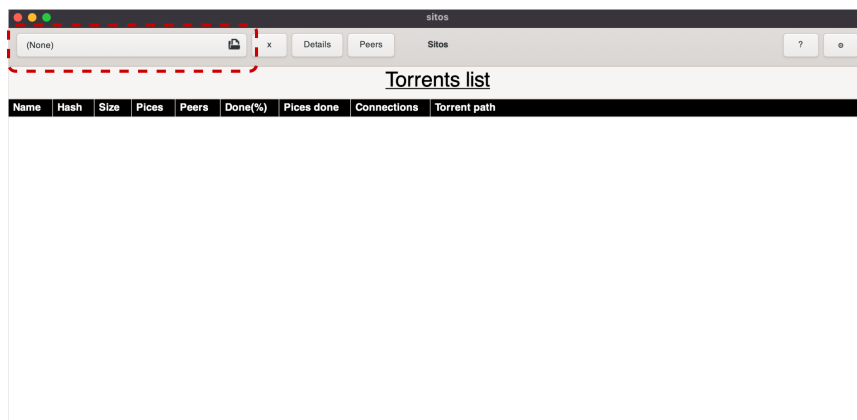 sitos
(None) x Details Peers Sitos ?
Torrents list
Name Hash Size Pices Peers Done(%) Pices done Connections Torrent path